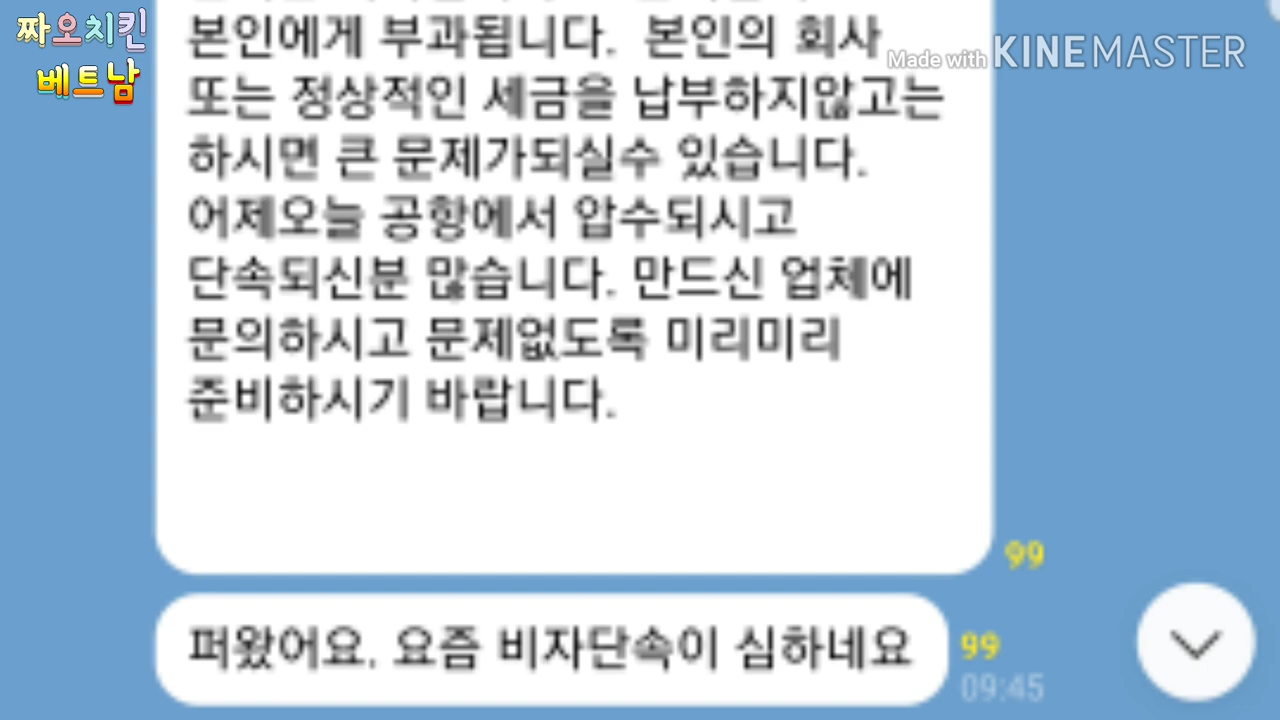 짜오치킨
베트남
Made with KINEMASTER
본인에게 부과됩니다. 본인의 회사
또는 정상적인 세금을 납부하지않고는
하시면 큰 문제가되실수 있습니다.
어제오늘 공항에서 압수되시고
단속되신분 많습니다. 만드신 업체에
문의하시고 문제없도록 미리미리
준비하시기 바랍니다.
99
퍼왔어요. 요즘 비자단속이 심하네요
99
09:45